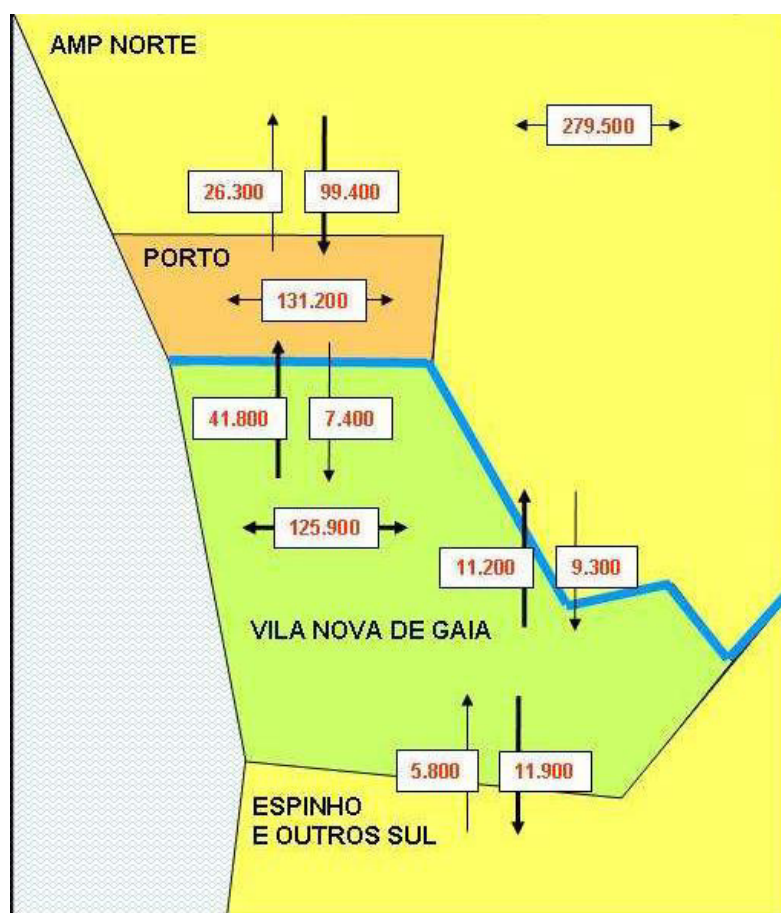 AMP NORTE
279.500
26.300
99.400
PORTO
131.200
41.800
7.400
125.900
11.200
9.300
VILA NOVA DE GAIA
5.800
11.900
ESPINHO
E OUTROS SUL